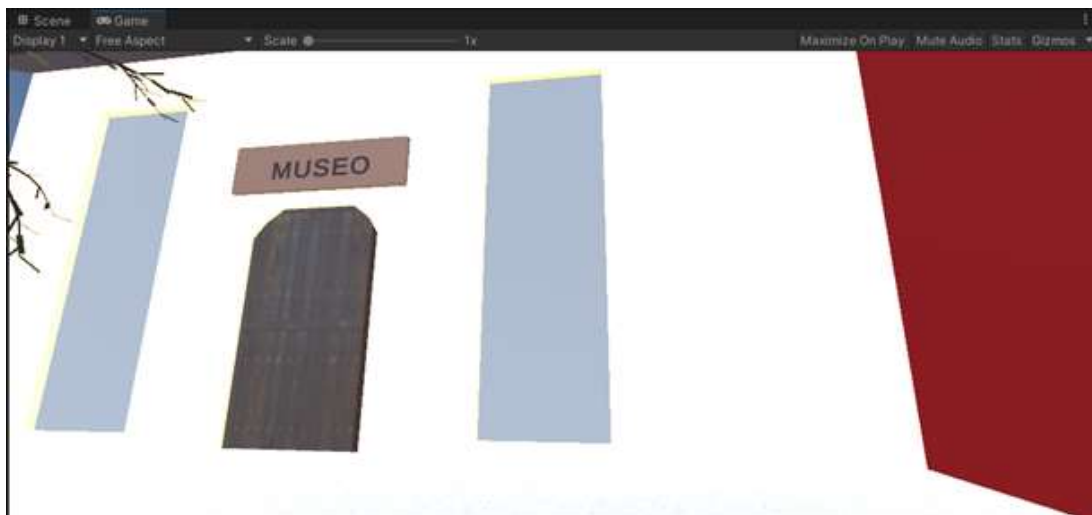 Scene Game
Display 1 Free Aspect Scale 1x Maximize On Play Mute Audio Stats Gizmos
MUSEO